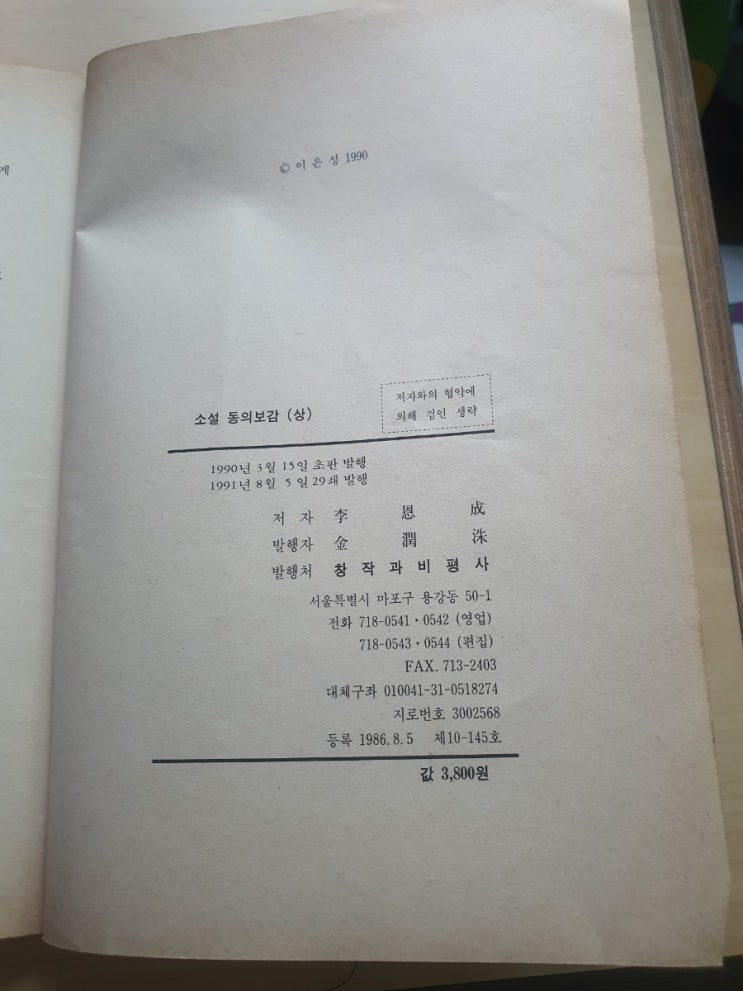 게
© 이 은 성 1990
소설 동의보감 (상)
저자와의 협약에
의해 검인 생략
1990년 3월 15일 초판 발행
1991년 8월 5일 29쇄 발행
저 자 李 恩 成
발행자 金 潤 洙
발행처 창 작 과 비 평 사
서울특별시 마포구 용강동 50-1
전화 718-0541·0542 (영업)
718-0543·0544 (편집)
FAX. 713-2403
대체구좌 010041-31-0518274
지로번호 3002568
등록 1986. 8. 5 제10-145호
값 3,800원